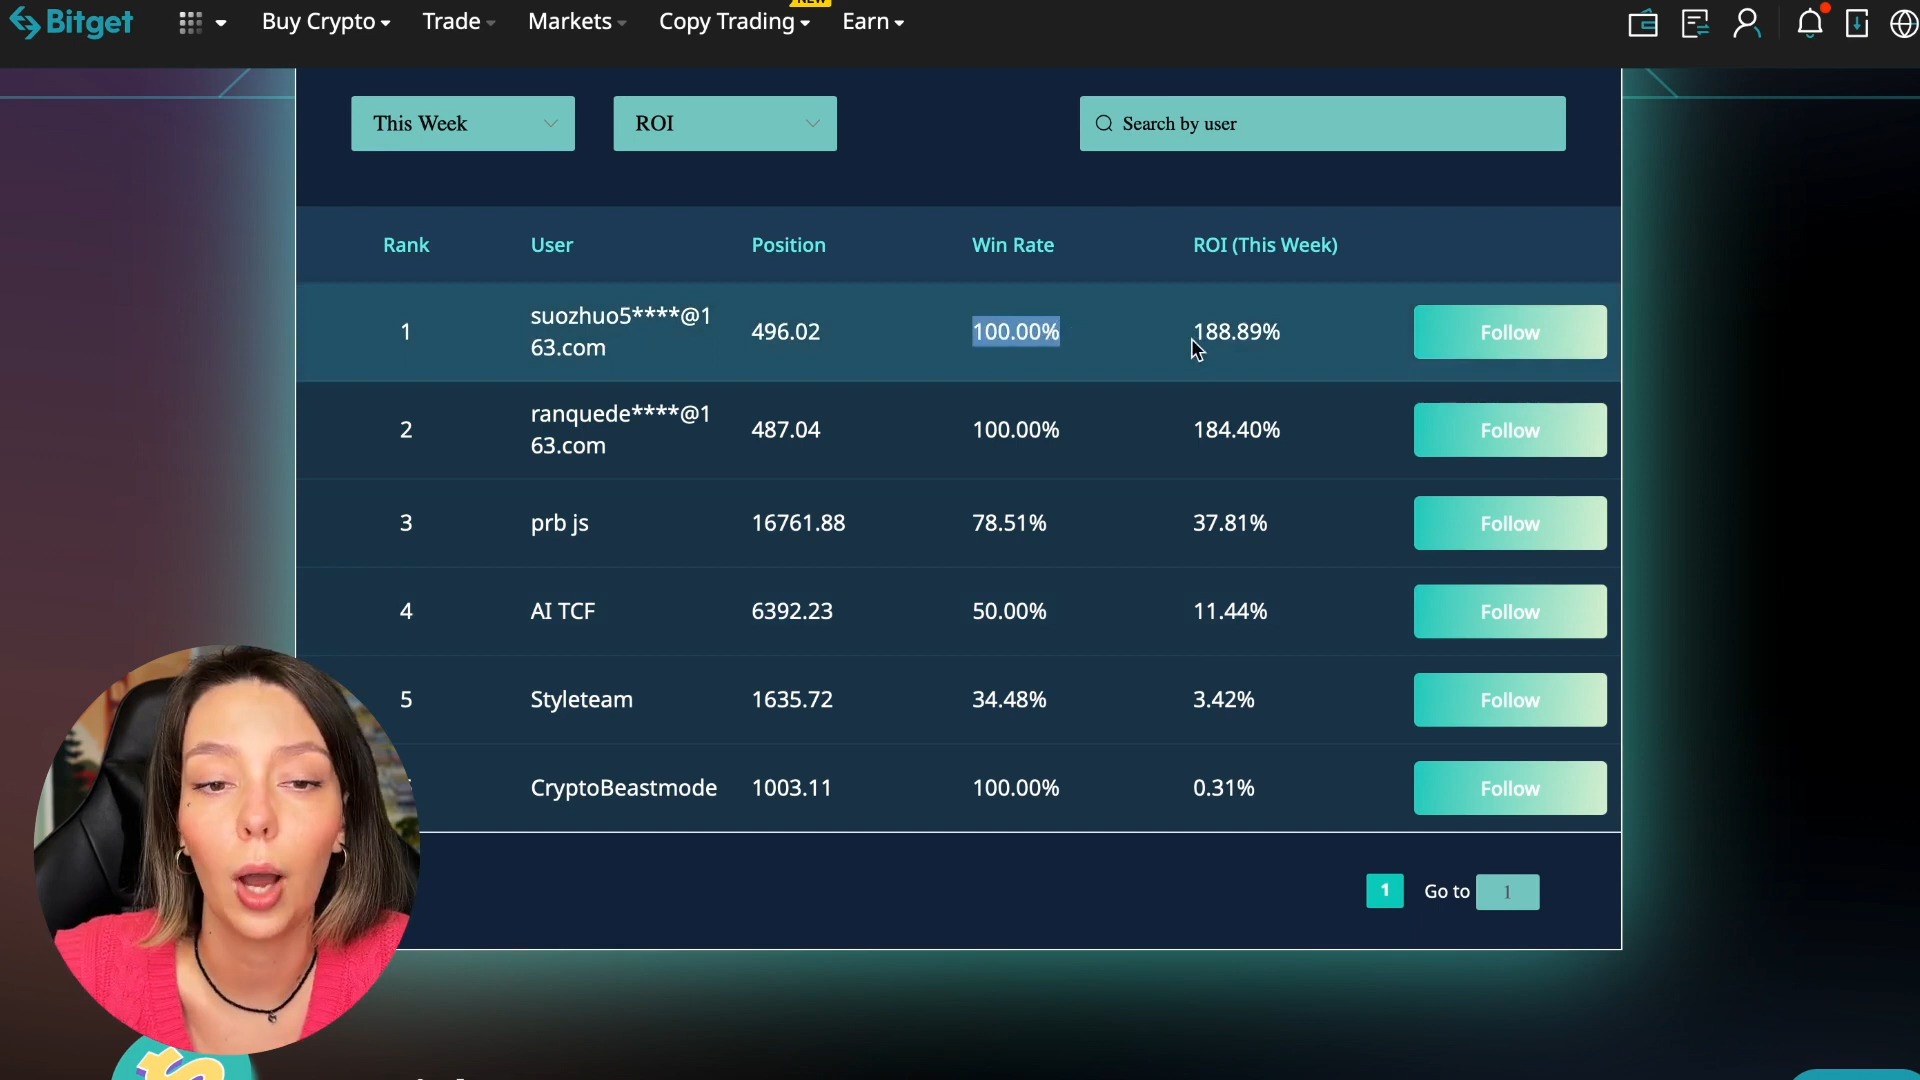 Bitget
Buy Crypto
Trade
Markets
Copy Trading
NEW
Earn
This Week
ROI
Search by user
Rank User Position Win Rate ROI (This Week)
1 suozhuo5****@1
63.com 496.02 100.00% 188.89% Follow
2 ranquede****@1
63.com 487.04 100.00% 184.40% Follow
3 prb js 16761.88 78.51% 37.81% Follow
4 AI TCF 6392.23 50.00% 11.44% Follow
5 Styleteam 1635.72 34.48% 3.42% Follow
CryptoBeastmode 1003.11 100.00% 0.31% Follow
1 Go to 1